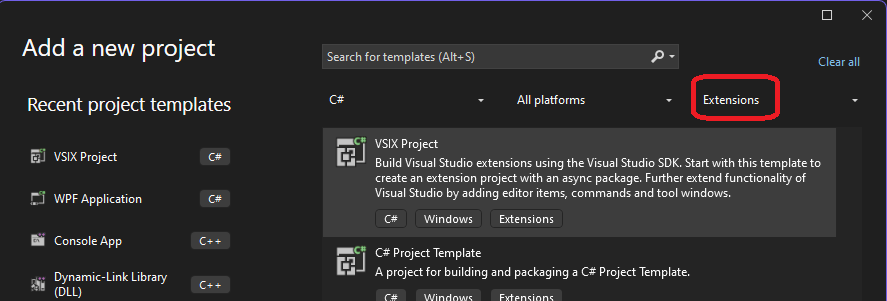 Add a new project
Search for templates (Alt+S)
Clear all
Recent project templates
C#
All platforms
Extensions
VSIX Project
C#
WPF Application
C#
Console App
C++
Dynamic-Link Library
(DLL)
C++
VSIX Project
Build Visual Studio extensions using the Visual Studio SDK. Start with this template to
create an extension project with an async package. Further extend functionality of
Visual Studio by adding editor items, commands and tool windows.
C#
Windows
Extensions
C# Project Template
A project for building and packaging a C# Project Template.
C#
Windows
Extensions